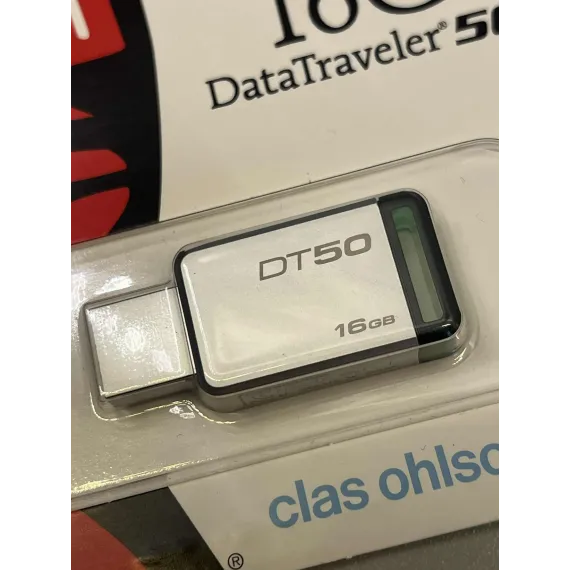 DataTraveler® 50
DT50
16GB
clas ohlso
®